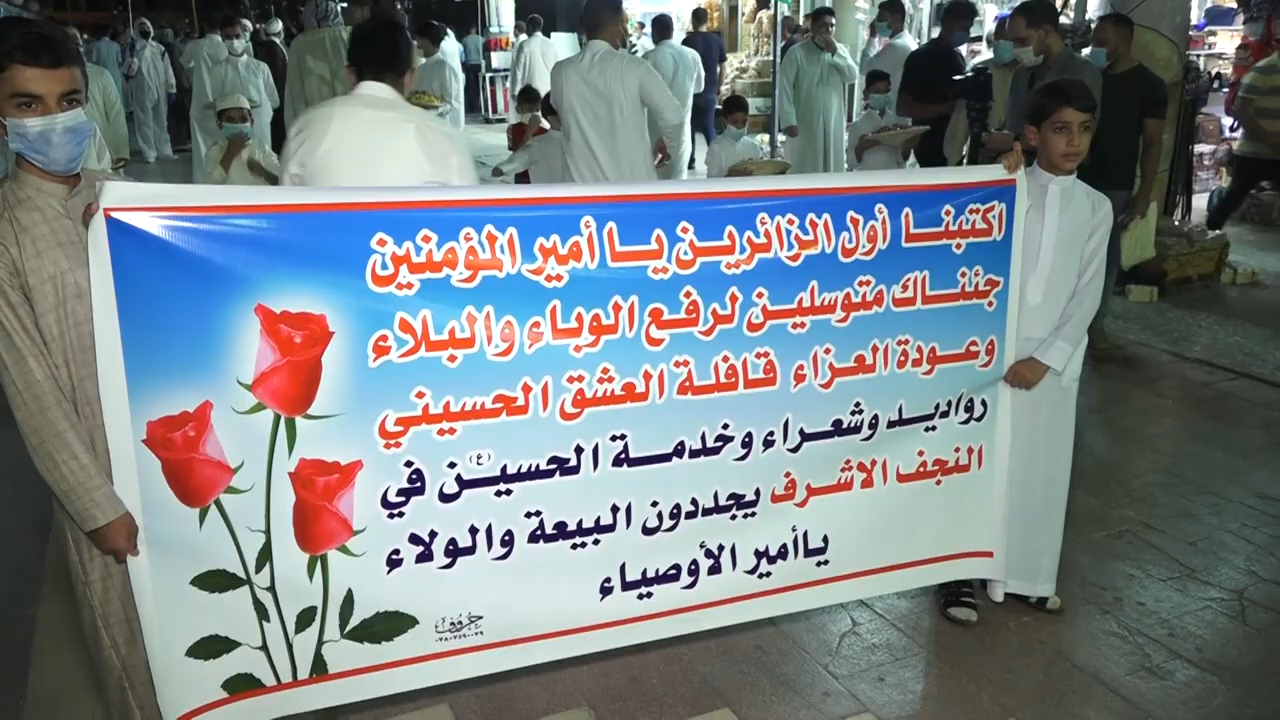 اكتبنا أول الزائرين يا أمير المؤمنين
جئناك متوسلين لرفع الوباء والبلاء
وعودة العزاء قافلة العشق الحسيني
رواديد وشعراء وخدمة الحسين (ع) في
النجف الاشرف يجددون البيعة والولاء
ياأمير الأوصياء
حروف